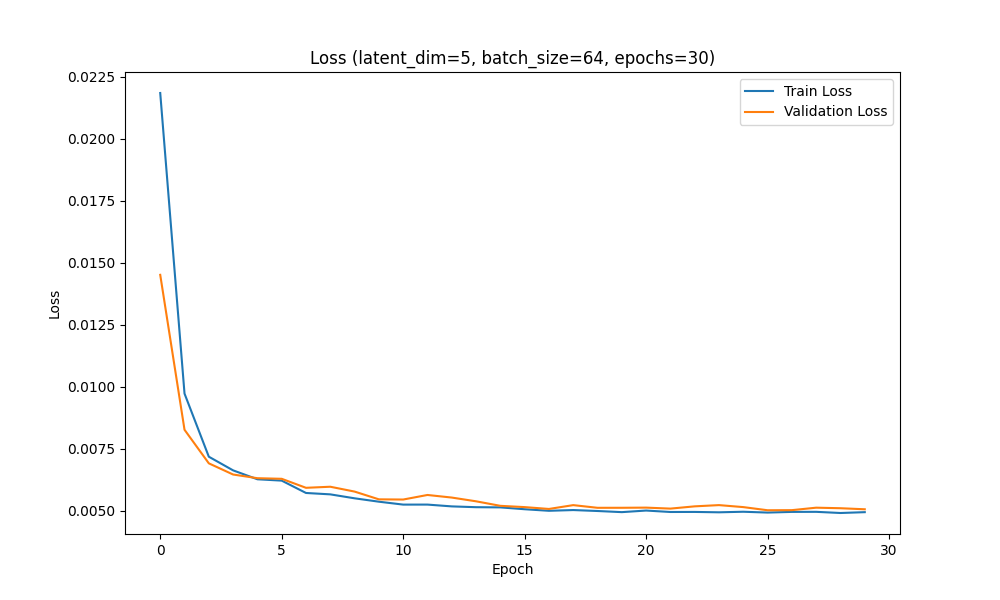 Loss (latent_dim=5, batch_size=64, epochs=30)
Train Loss
Validation Loss
0.0225
0.0200
0.0175
0.0150
0.0125
0.0100
0.0075
0.0050
Loss
0 5 10 15 20 25 30
Epoch